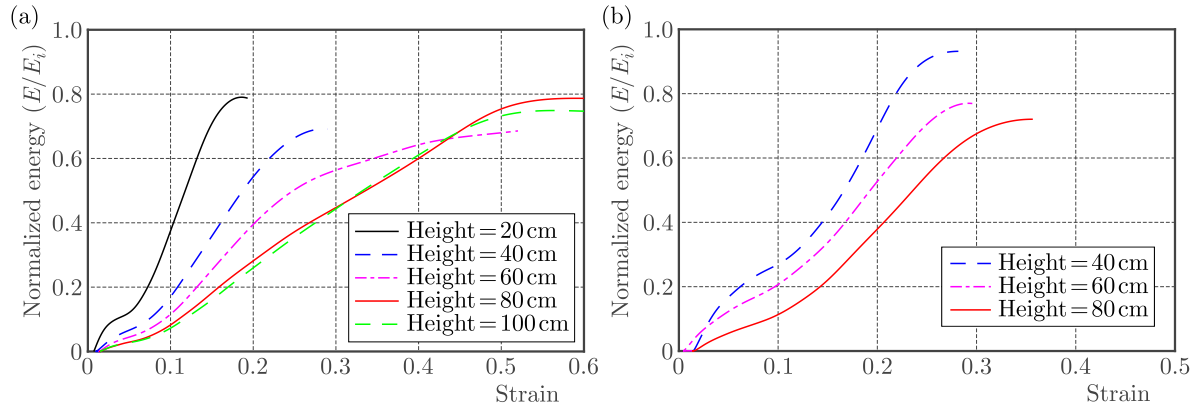 (a)
Normalized energy (E/E_i)
1.0
0.8
0.6
0.4
0.2
0
0 0.1 0.2 0.3 0.4 0.5 0.6
Strain
Height = 20 cm
Height = 40 cm
Height = 60 cm
Height = 80 cm
Height = 100 cm
(b)
Normalized energy (E/E_i)
1.0
0.8
0.6
0.4
0.2
0
0 0.1 0.2 0.3 0.4 0.5
Strain
Height = 40 cm
Height = 60 cm
Height = 80 cm